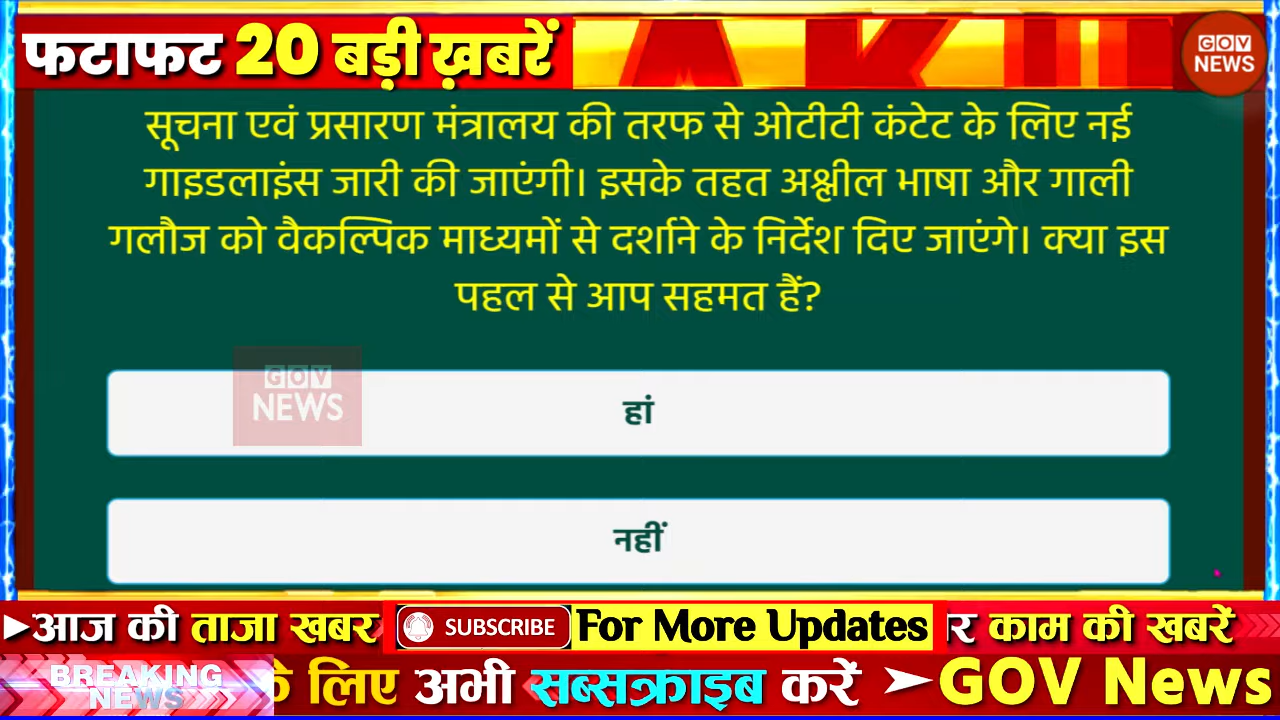 फटाफट 20 बड़ी ख़बरें
GOV
NEWS
सूचना एवं प्रसारण मंत्रालय की तरफ से ओटीटी कंटेट के लिए नई
गाइडलाइंस जारी की जाएंगी। इसके तहत अश्लील भाषा और गाली
गलौज को वैकल्पिक माध्यमों से दर्शाने के निर्देश दिए जाएंगे। क्या इस
पहल से आप सहमत हैं?
GOV
NEWS
हां
नहीं
आज की ताजा खबर
SUBSCRIBE
For More Updates
काम की खबरें
BREAKING
NEWS
लिए अभी सब्सक्राइब करें ➤GOV News